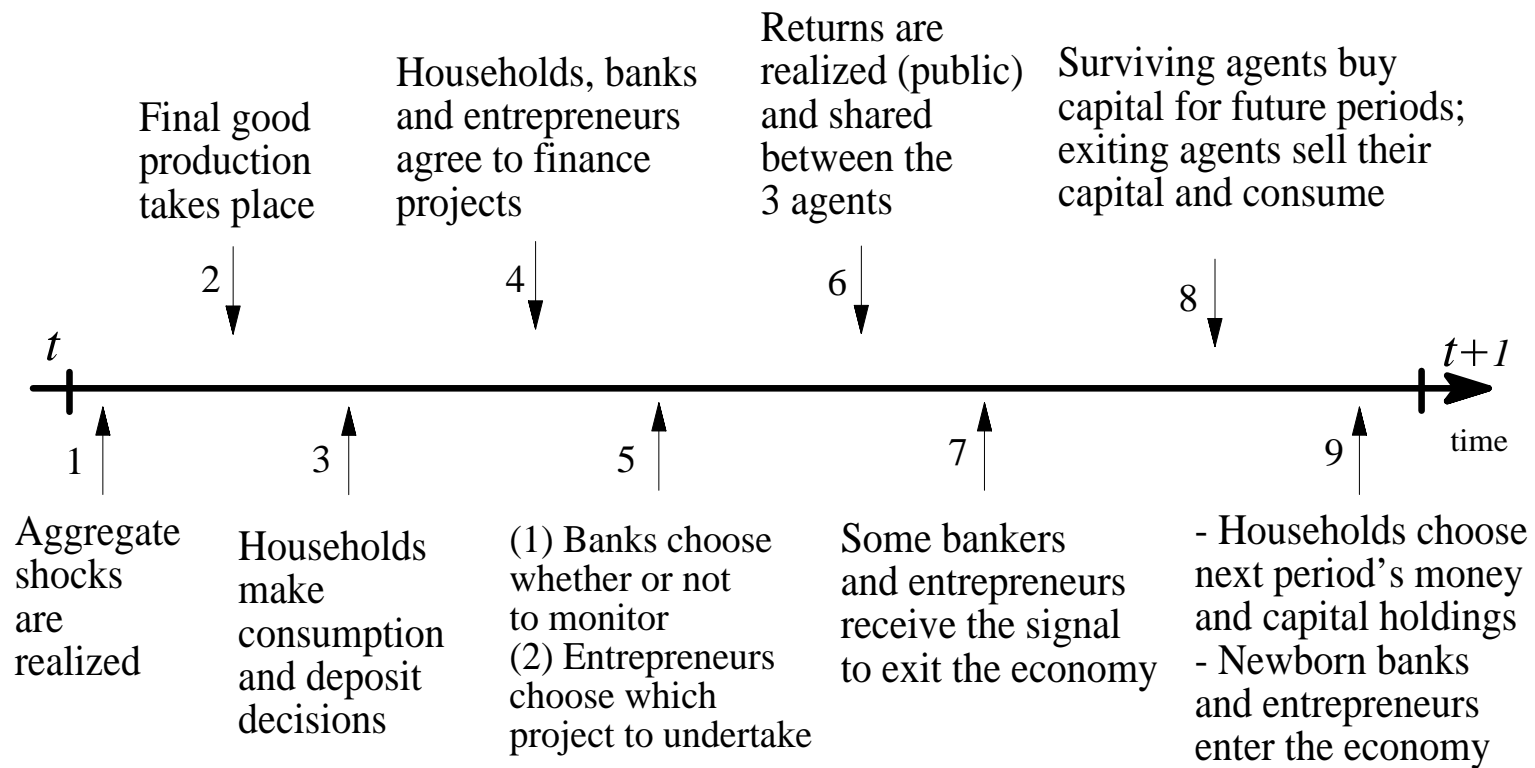 Final good
production
takes place
Households, banks
and entrepreneurs
agree to finance
projects
Returns are
realized (public)
and shared
between the
3 agents
Surviving agents buy
capital for future periods;
exiting agents sell their
capital and consume
2
4
6
8
t
t+1
time
1
3
5
7
9
Aggregate
shocks
are
realized
Households
make
consumption
and deposit
decisions
(1) Banks choose
whether or not
to monitor
(2) Entrepreneurs
choose which
project to undertake
Some bankers
and entrepreneurs
receive the signal
to exit the economy
- Households choose
next period's money
and capital holdings
- Newborn banks
and entrepreneurs
enter the economy